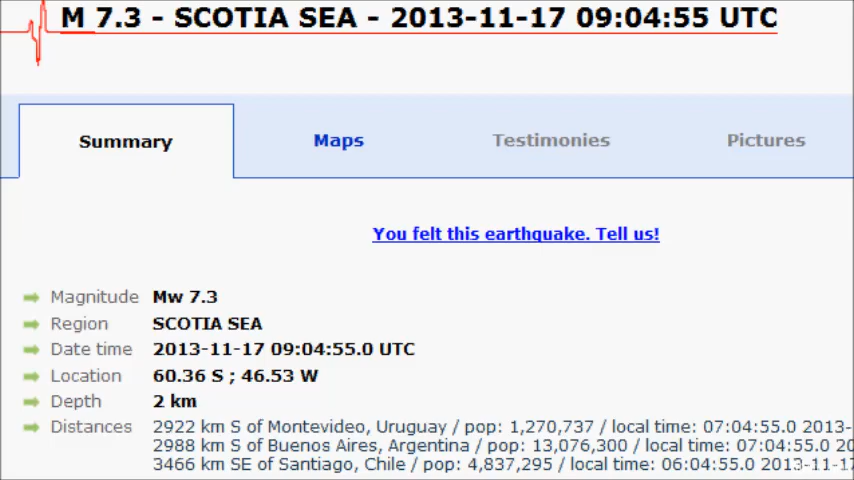 M 7.3 - SCOTIA SEA - 2013-11-17 09:04:55 UTC
Summary Maps Testimonies Pictures
You felt this earthquake. Tell us!
Magnitude Mw 7.3
Region SCOTIA SEA
Date time 2013-11-17 09:04:55.0 UTC
Location 60.36 S ; 46.53 W
Depth 2 km
Distances 2922 km S of Montevideo, Uruguay / pop: 1,270,737 / local time: 07:04:55.0 2013-
2988 km S of Buenos Aires, Argentina / pop: 13,076,300 / local time: 07:04:55.0 20
3466 km SE of Santiago, Chile / pop: 4,837,295 / local time: 06:04:55.0 2013-11-17